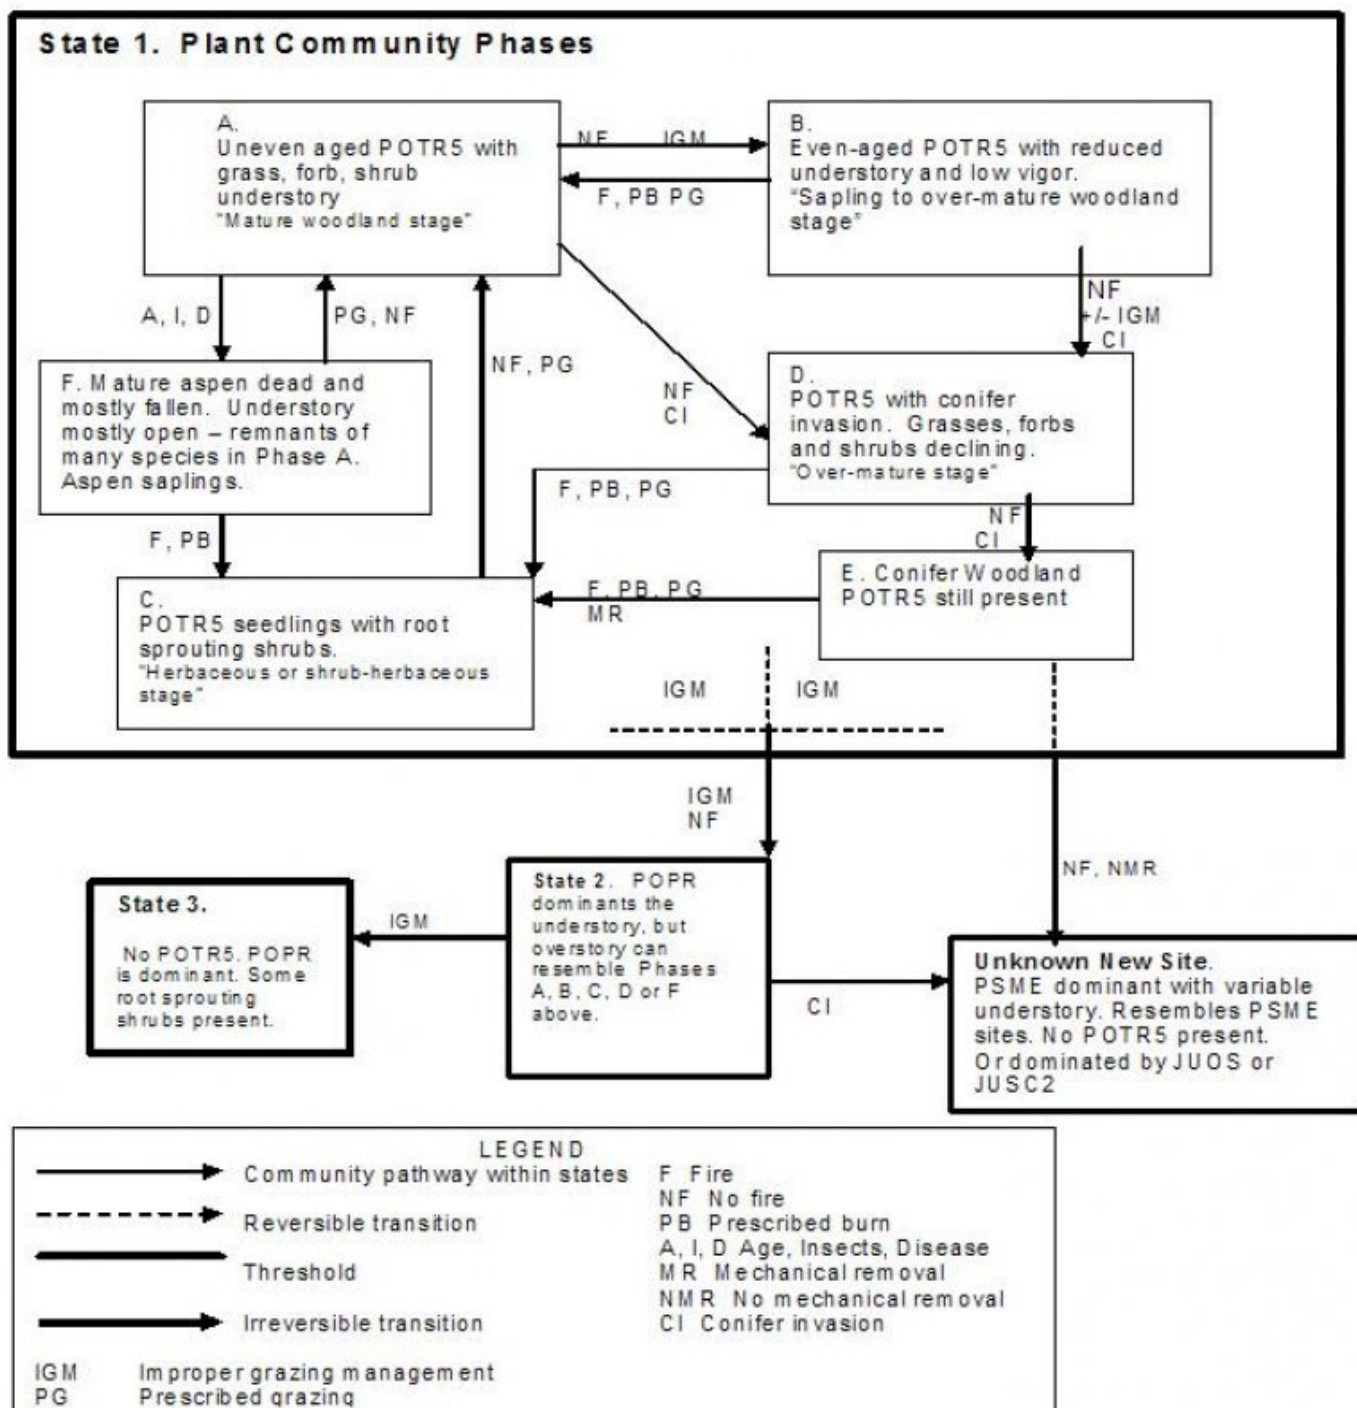 State 1. Plant Community Phases
A.
Uneven aged POTR5 with
grass, forb, shrub
understory
"Mature woodland stage"
NF IGM
F, PB PG
B.
Even-aged POTR5 with reduced
understory and low vigor.
"Sapling to over-mature woodland
stage"
A, I, D
PG, NF
NF, PG
NF
CI
NF
+/- IGM
CI
F. Mature aspen dead and
mostly fallen. Understory
mostly open – remnants of
many species in Phase A.
Aspen saplings.
D.
POTR5 with conifer
invasion. Grasses, forbs
and shrubs declining.
"Over-mature stage"
F, PB, PG
F, PB
NF
CI
C.
POTR5 seedlings with root
sprouting shrubs.
"Herbaceous or shrub-herbaceous
stage"
F, PB, PG
MR
E. Conifer Woodland
POTR5 still present
IGM IGM
IGM
NF
NF, NMR
State 3.
No POTR5. POPR
is dominant. Some
root sprouting
shrubs present.
IGM
State 2. POPR
dominants the
understory, but
overstory can
resemble Phases
A, B, C, D or F
above.
CI
Unknown New Site.
PSME dominant with variable
understory. Resembles PSME
sites. No POTR5 present.
Or dominated by JUOS or
JUSC2
LEGEND
Community pathway within states
Reversible transition
Threshold
Irreversible transition
F Fire
NF No fire
PB Prescribed burn
A, I, D Age, Insects, Disease
MR Mechanical removal
NMR No mechanical removal
CI Conifer invasion
IGM Improper grazing management
PG Prescribed grazing